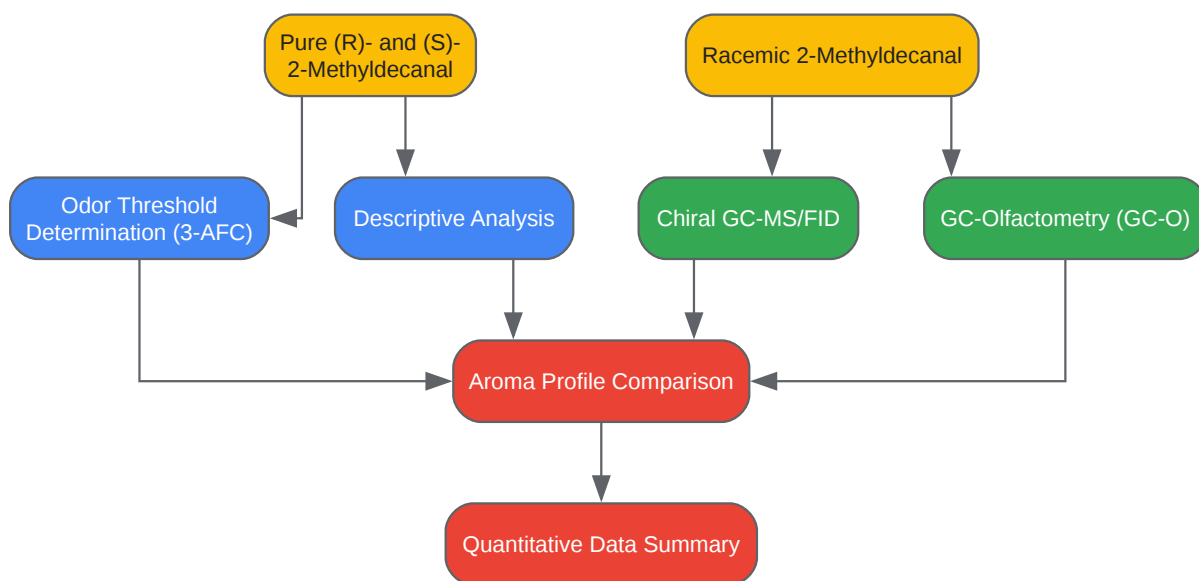 Pure (R)- and (S)-
2-Methyldecanal
Racemic 2-Methyldecanal
Odor Threshold
Determination (3-AFC)
Descriptive Analysis
Chiral GC-MS/FID
GC-Olfactometry (GC-O)
Aroma Profile Comparison
Quantitative Data Summary